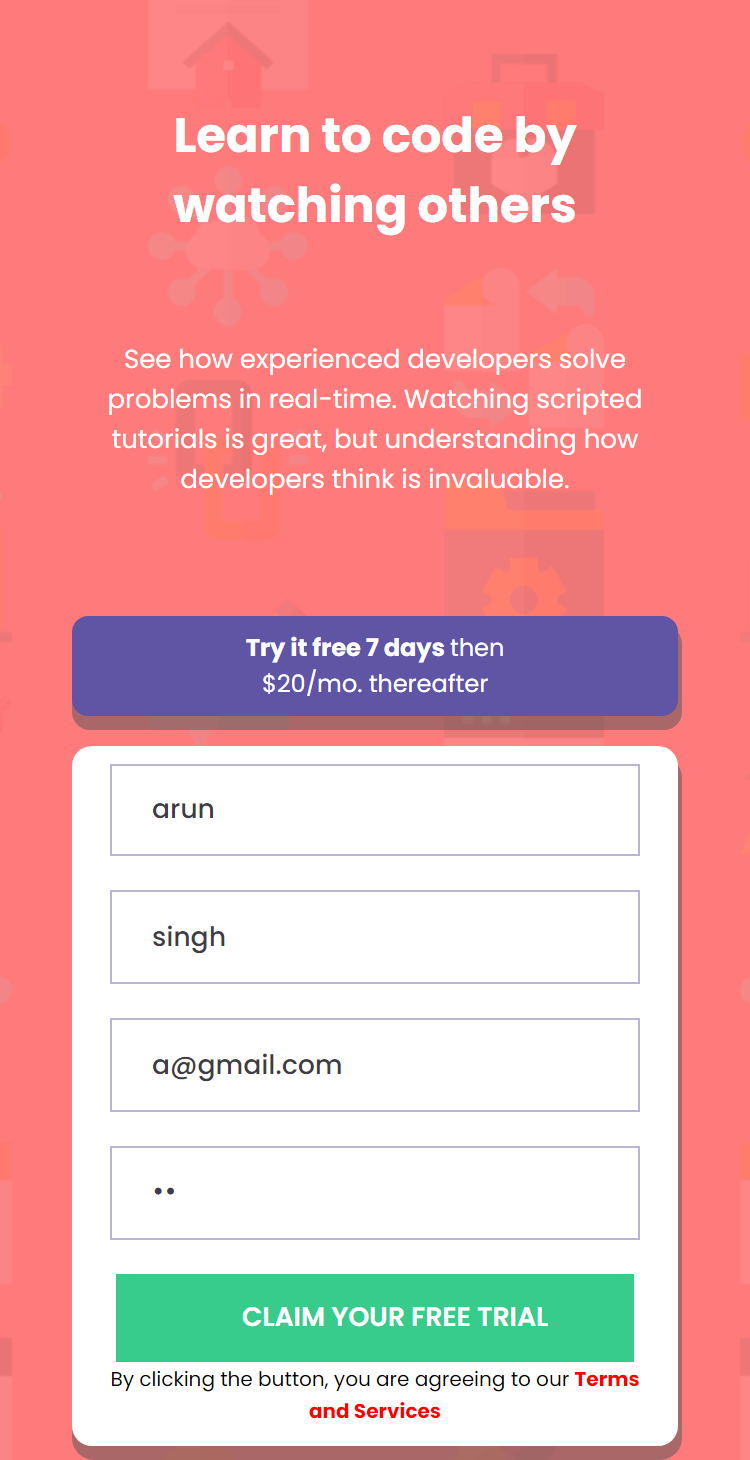 Learn to code by
watching others
See how experienced developers solve
problems in real-time. Watching scripted
tutorials is great, but understanding how
developers think is invaluable.
Try it free 7 days then
$20/mo. thereafter
arun
singh
a@gmail.com
••
CLAIM YOUR FREE TRIAL
By clicking the button, you are agreeing to our Terms
and Services